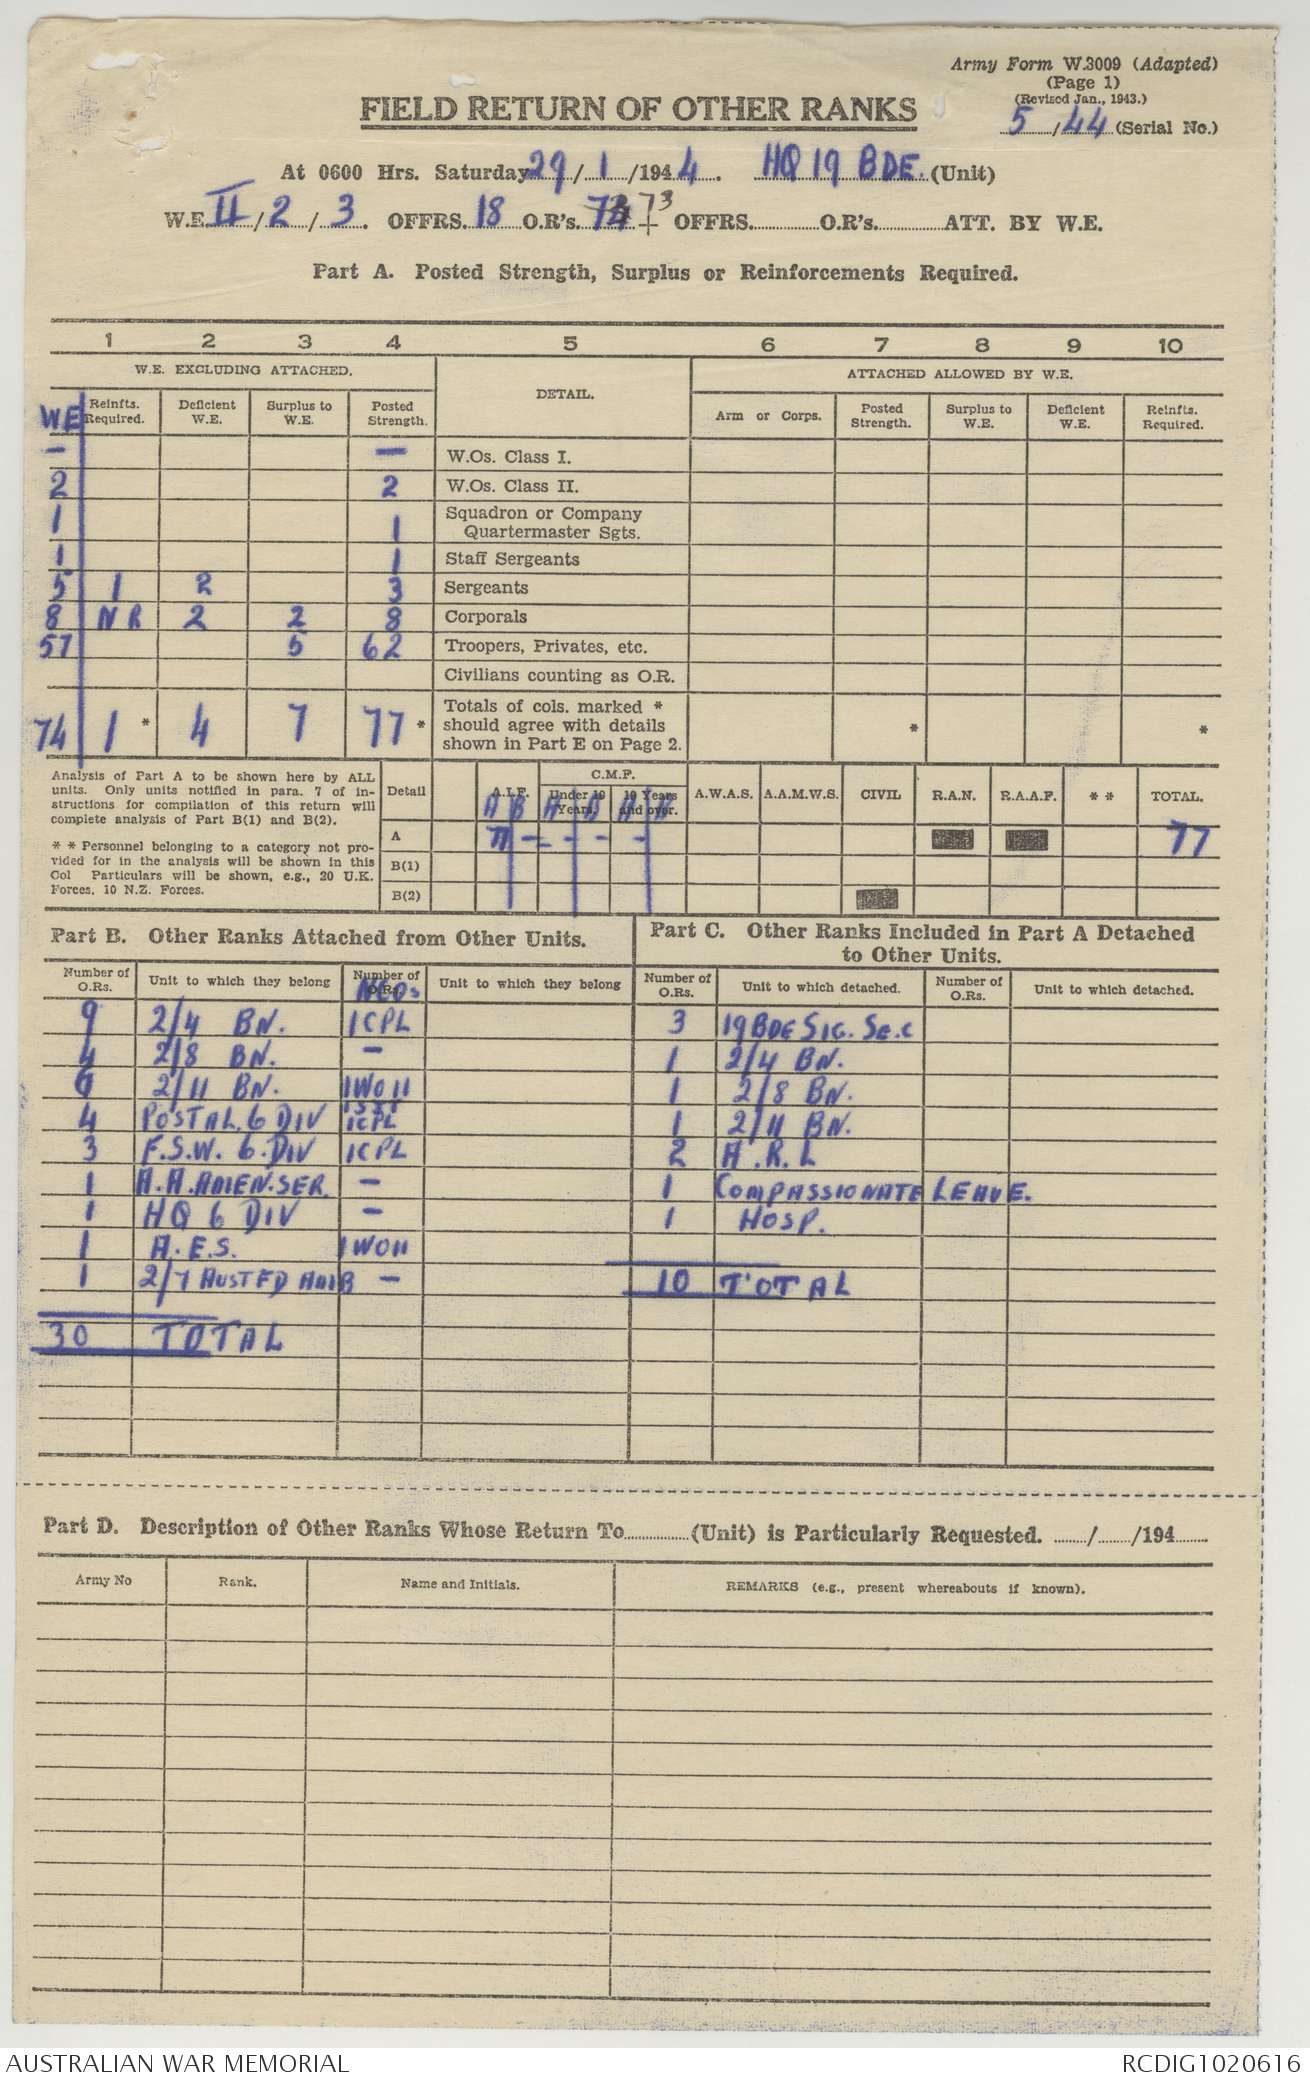 Army Form W.3009 (Adapted)
(Page 1)
(Revised Jan., 1943.)
FIELD RETURN OF OTHER RANKS
5/44 (Serial No.)
At 0600 Hrs. Saturday 29/1/1944. HQ 19 BDE. (Unit)
W.E. II/2/3. OFFRS. 18 O.R's. 73 OFFRS. O.R's. ATT. BY W.E.
Part A. Posted Strength, Surplus or Reinforcements Required.
1 2 3 4 5 6 7 8 9 10
W.E. EXCLUDING ATTACHED. DETAIL. ATTACHED ALLOWED BY W.E.
WE Reinfts. Required. Deficient W.E. Surplus to W.E. Posted Strength. Arm or Corps. Posted Strength. Surplus to W.E. Deficient W.E. Reinfts. Required.
- - W.Os. Class I.
2 2 W.Os. Class II.
1 1 Squadron or Company
Quartermaster Sgts.
1 1 Staff Sergeants
5 1 2 3 Sergeants
8 NR 2 2 8 Corporals
57 5 62 Troopers, Privates, etc.
Civilians counting as O.R.
74 1 * 4 7 77 * Totals of cols. marked * * *
should agree with details
shown in Part E on Page 2.
Analysis of Part A to be shown here by ALL
units. Only units notified in para. 7 of in-
structions for compilation of this return will
complete analysis of Part B(1) and B(2).
* * Personnel belonging to a category not pro-
vided for in the analysis will be shown in this
Col Particulars will be shown, e.g., 20 U.K.
Forces, 10 N.Z. Forces.
Detail A.I.F. C.M.F. A.W.A.S. A.A.M.W.S. CIVIL R.A.N. R.A.A.F. * * TOTAL.
Under 19 Years. 19 Years and over.
A B A B A B
A 77 - - - - 77
B(1)
B(2)
Part B. Other Ranks Attached from Other Units.
Number of O.Rs. Unit to which they belong Number of O.Rs. NCOs Unit to which they belong
9 2/4 BN. 1 CPL
4 2/8 BN. -
2/11 BN. 1 WO II
1 SGT
4 POSTAL 6 DIV 1 CPL
3 F.S.W. 6. DIV 1 CPL
1 A.A. AMEN. SER. -
1 HQ 6 DIV -
1 A.E.S. 1 WO II
1 2/7 AUST FD AMB -
30 TOTAL
Part C. Other Ranks Included in Part A Detached
to Other Units.
Number of O.Rs. Unit to which detached. Number of O.Rs. Unit to which detached.
3 19 BDE SIG. SEC
1 2/4 BN.
1 2/8 BN.
1 2/11 BN.
2 A.R.L
1 COMPASSIONATE LEAVE.
1 HOSP.
10 TOTAL
Part D. Description of Other Ranks Whose Return To (Unit) is Particularly Requested. / /194
Army No Rank. Name and Initials. REMARKS (e.g., present whereabouts if known).
AUSTRALIAN WAR MEMORIAL RCDIG1020616